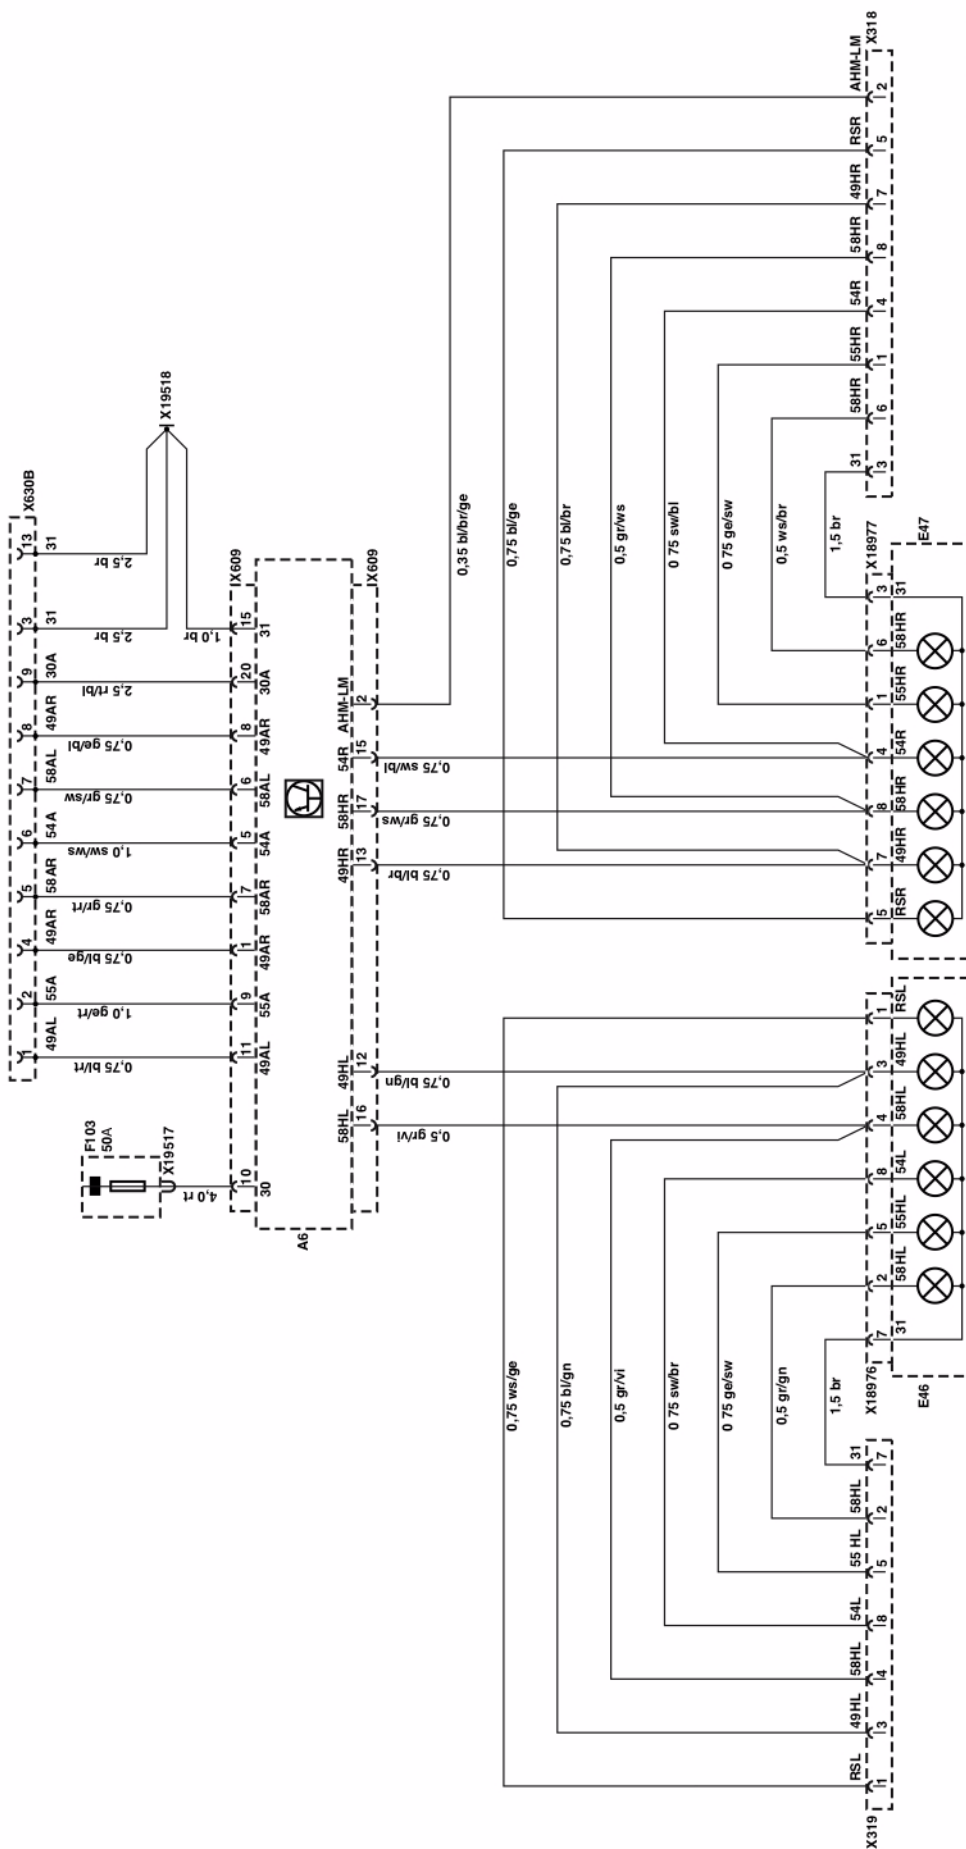 X630B
1 2 4 5 6 7 8 9 3 13
49AL 55A 49AR 58AR 54A 58AL 49AR 30A 31 31
0,75 bl/rt
1,0 ge/rt
0,75 bl/ge
0,75 gr/rt
1,0 sw/ws
0,75 gr/sw
0,75 ge/bl
2,5 rt/bl
2,5 br
2,5 br
X19518
1,0 br
F103
50A
X19517
4,0 rt
X609
10 11 9 1 7 5 6 8 20 15
30 49AL 55A 49AR 58AR 54A 58AL 49AR 30A 31
A6
58HL 49HL 49HR 58HR 54R AHM-LM
16 12 13 17 15 2
X609
0,5 gr/vi
0,75 bl/gn
0,75 bl/br
0,75 gr/ws
0,75 sw/bl
0,75 ws/ge
0,75 bl/gn
0,5 gr/vi
0 75 sw/br
0 75 ge/sw
0,5 gr/gn
1,5 br
0,35 bl/br/ge
0,75 bl/ge
0,75 bl/br
0,5 gr/ws
0 75 sw/bl
0 75 ge/sw
0,5 ws/br
1,5 br
X319
RSL 49HL 58HL 54L 55 HL 58HL 31
1 3 4 8 5 2 7
X18976
7 2 5 8 4 3 1
31 58HL 55HL 54L 58HL 49HL RSL
E46
X18977
5 7 8 4 1 6 3
RSR 49HR 58HR 54R 55HR 58HR 31
E47
31 58HR 55HR 54R 58HR 49HR RSR AHM-LM
3 6 1 4 8 7 5 2
X318